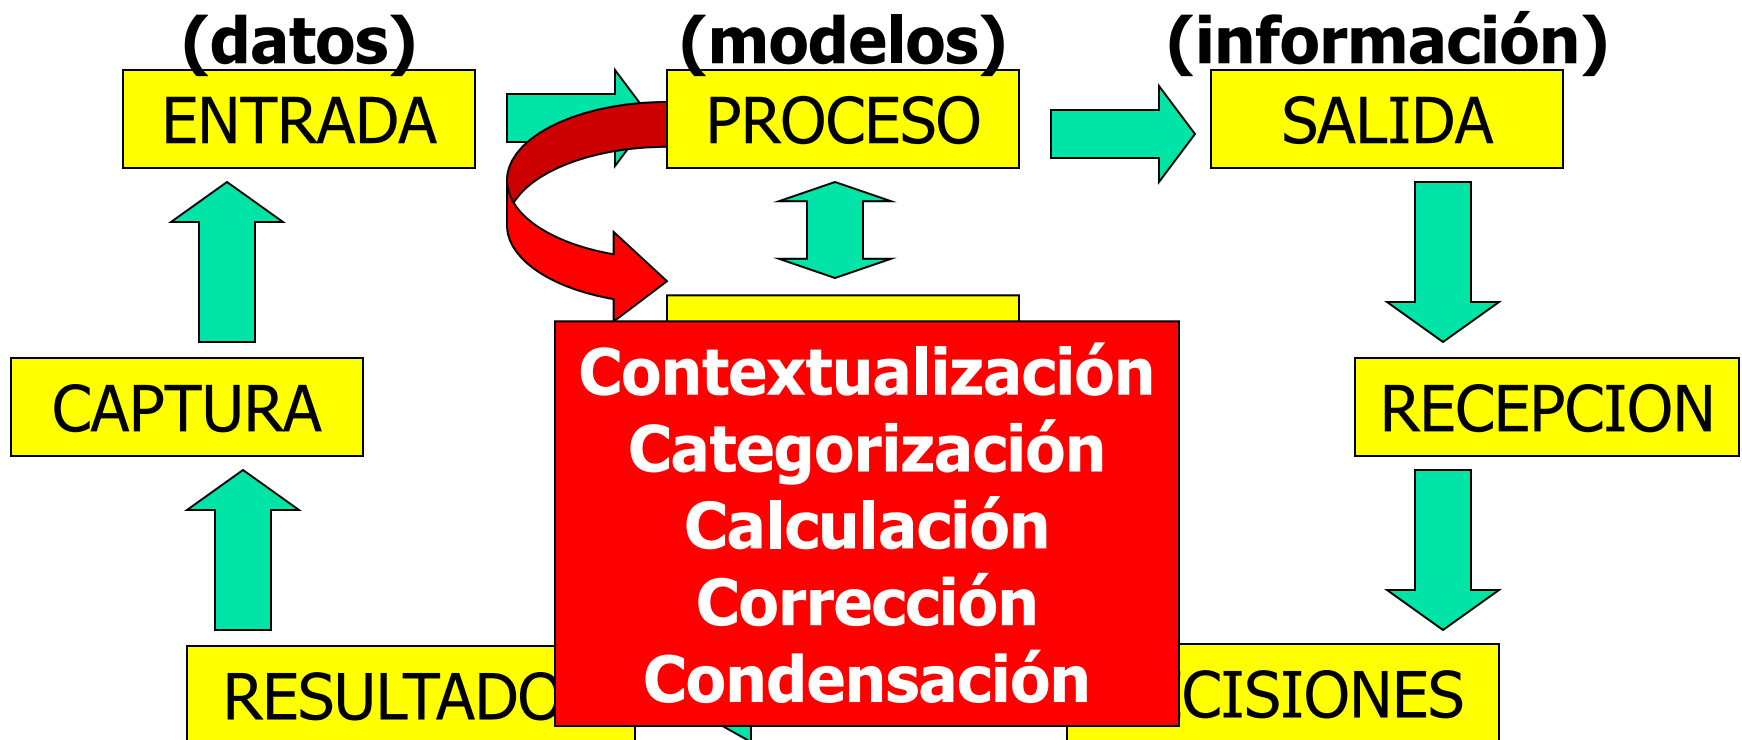 (datos) (modelos) (información)
ENTRADA PROCESO SALIDA
Contextualización
CAPTURA
RECEPCION
Categorización
Calculación
Corrección
Condensación
RESULTADO
CISIONES